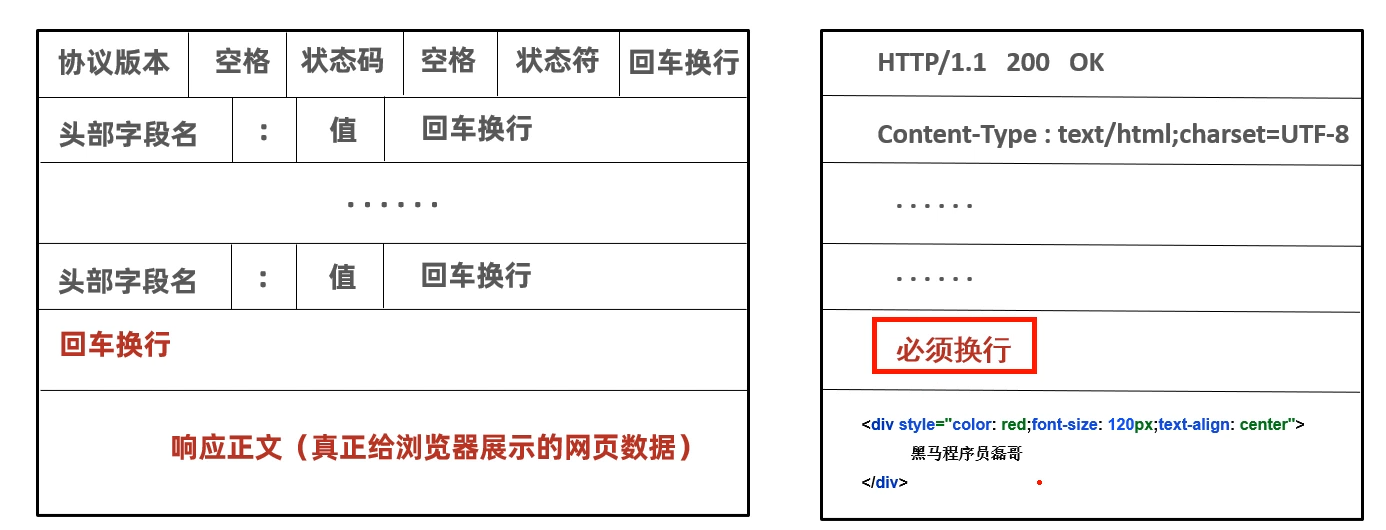 协议版本 空格 状态码 空格 状态符 回车换行
头部字段名 : 值 回车换行
······
头部字段名 : 值 回车换行
回车换行
响应正文（真正给浏览器展示的网页数据）
HTTP/1.1 200 OK
Content-Type : text/html;charset=UTF-8
······
······
必须换行
<div style="color: red;font-size: 120px;text-align: center">
黑马程序员磊哥
</div>